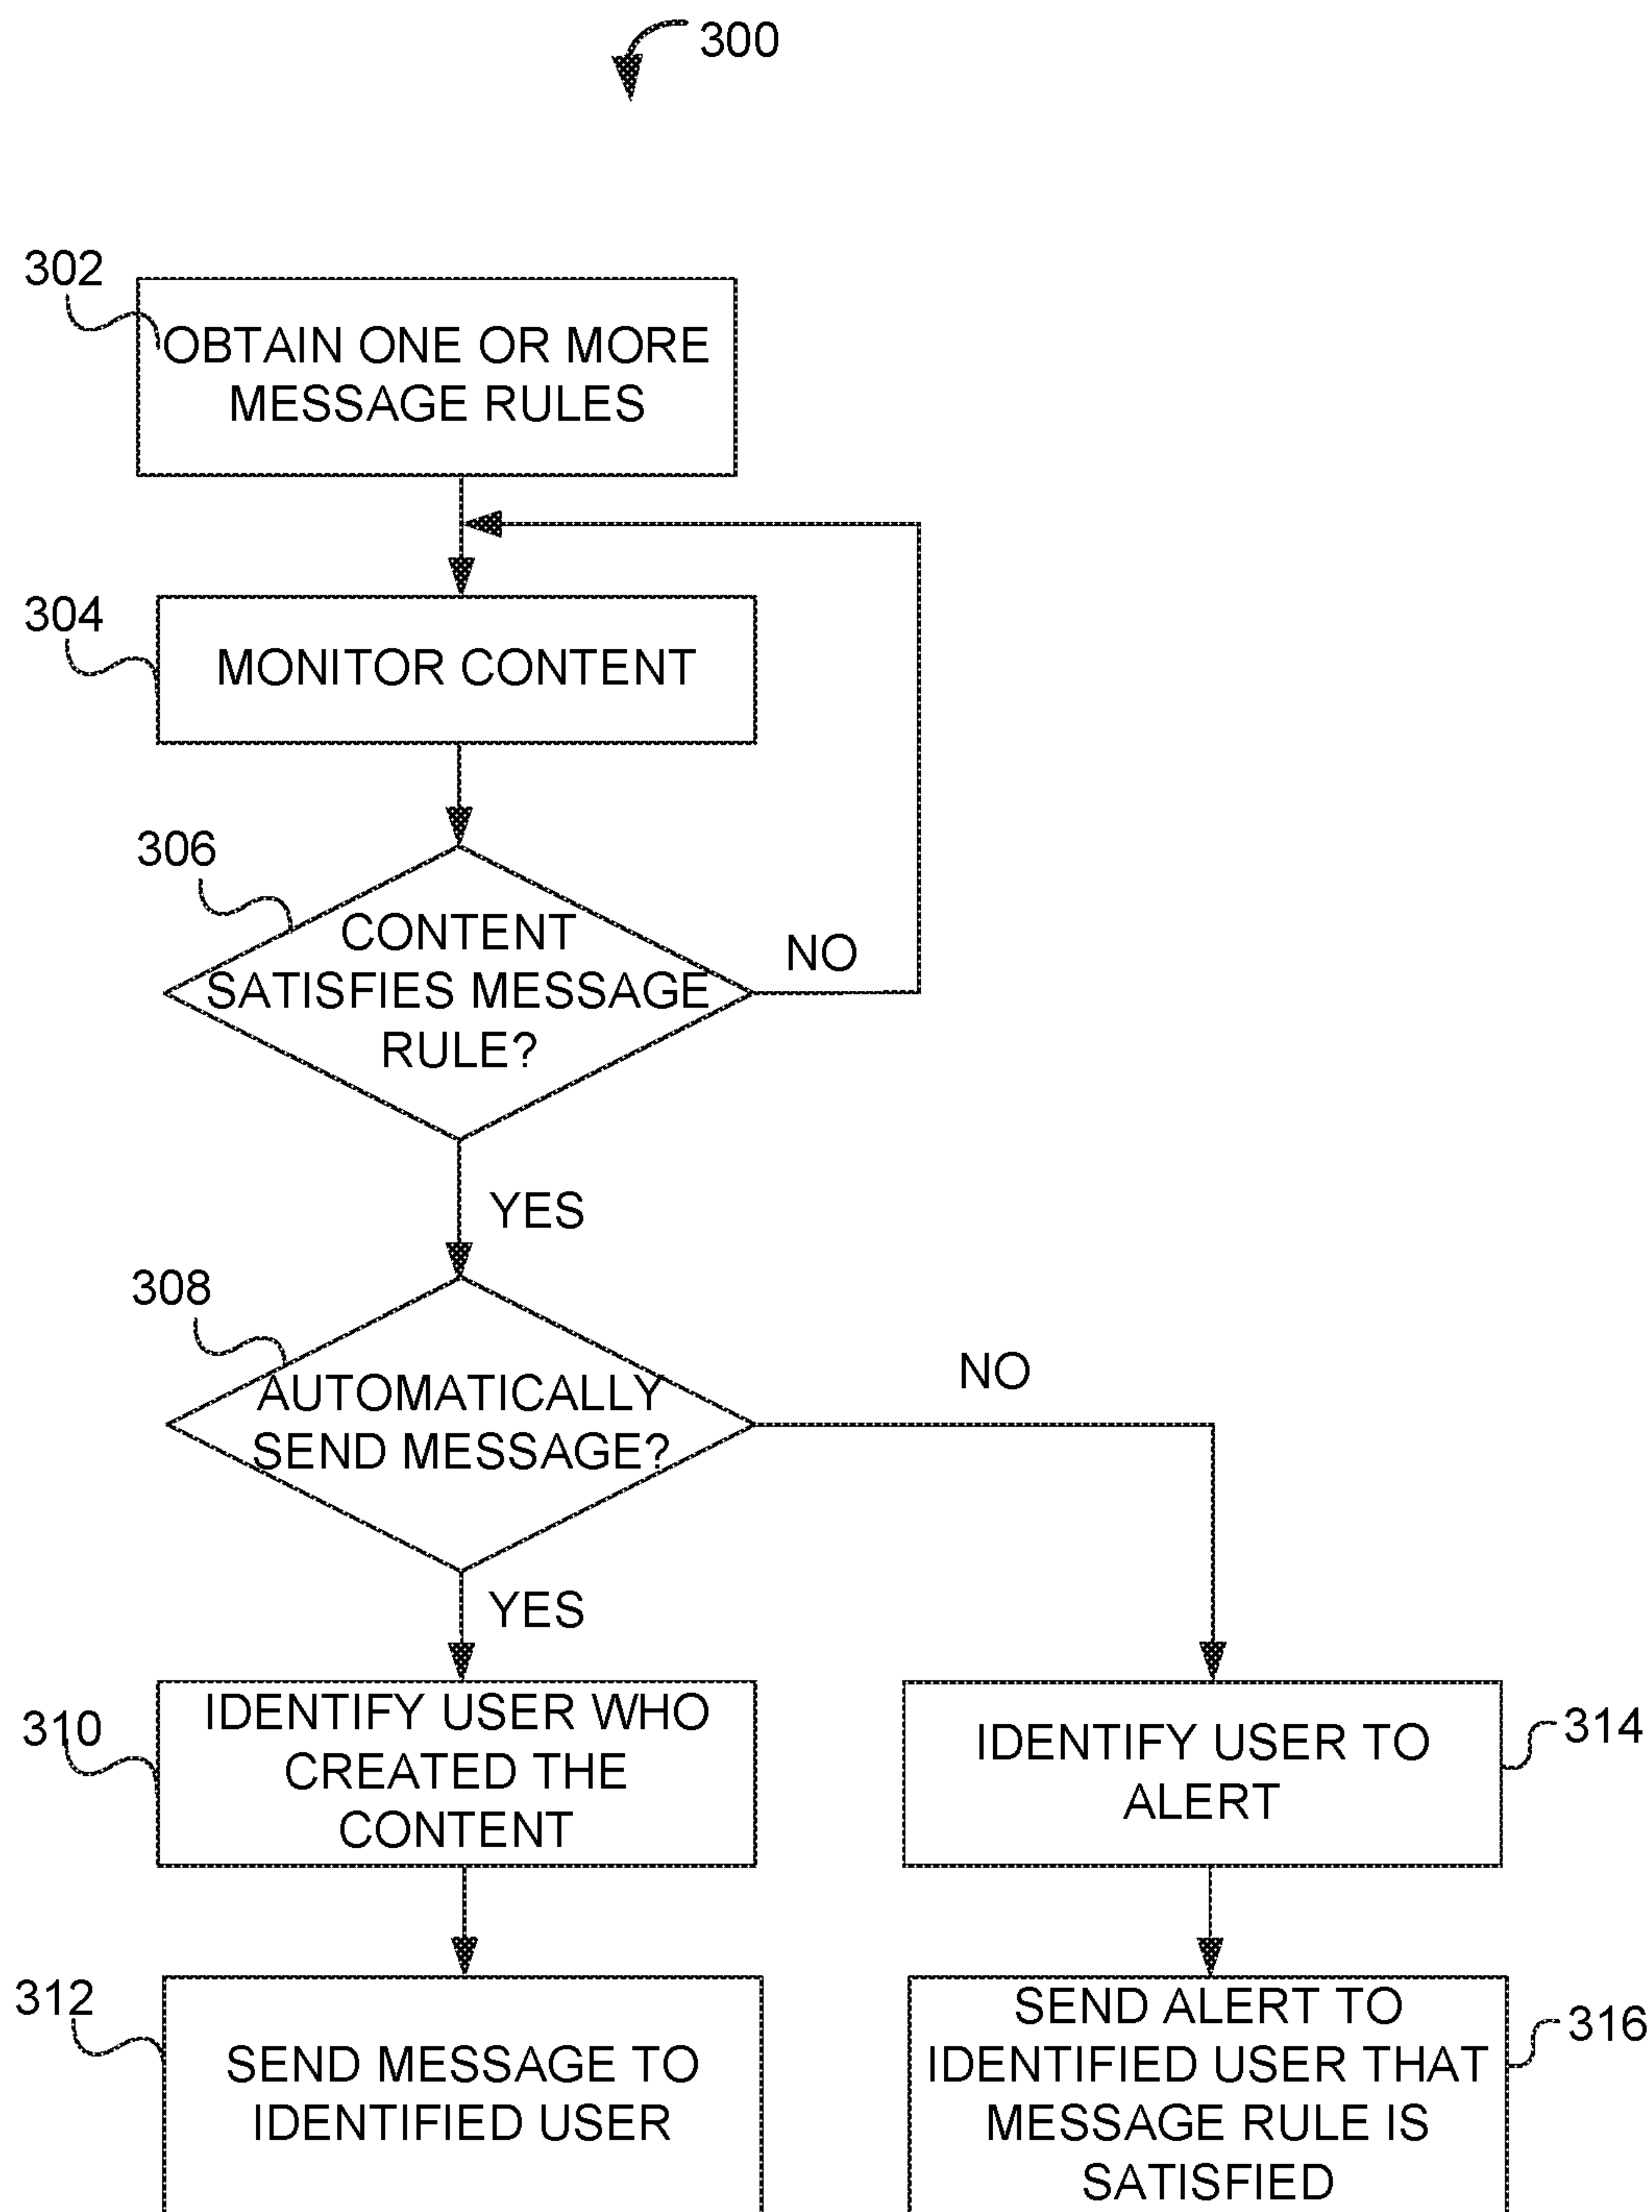 300
302
OBTAIN ONE OR MORE
MESSAGE RULES
304
MONITOR CONTENT
306
CONTENT
SATISFIES MESSAGE
RULE?
NO
YES
308
AUTOMATICALLY
SEND MESSAGE?
NO
YES
310
IDENTIFY USER WHO
CREATED THE
CONTENT
IDENTIFY USER TO
ALERT
314
312
SEND MESSAGE TO
IDENTIFIED USER
SEND ALERT TO
IDENTIFIED USER THAT
MESSAGE RULE IS
SATISFIED
316